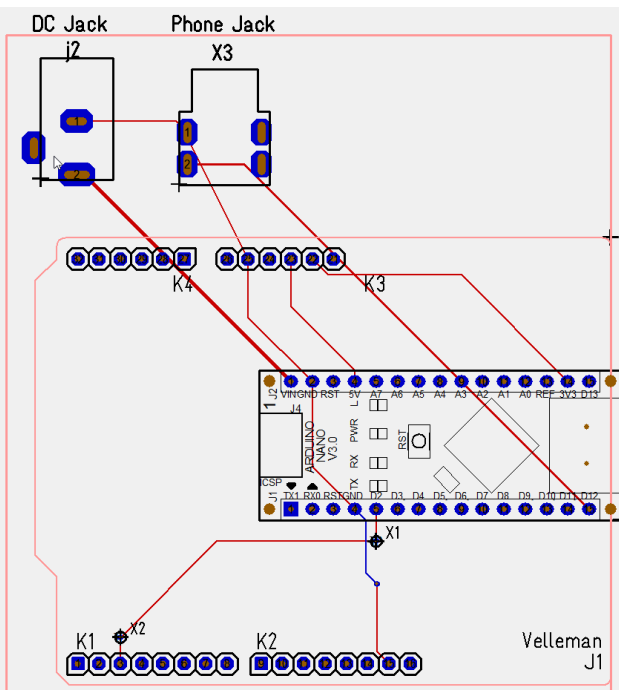 DC Jack
Phone Jack
j2
X3
1
1
2
2
K4
K3
J2
VIN GND RST 5V A7 A6 A5 A4 A3 A2 A1 A0 REF 3V3 D13
1
J4
L
ARDUINO
NANO
V3.0
PWR
RST
RX
TX
ICSP
J1
TX1 RX0 RST GND D2 D3 D4 D5 D6 D7 D8 D9 D10 D11 D12
X1
X2
K1
K2
Velleman
J1